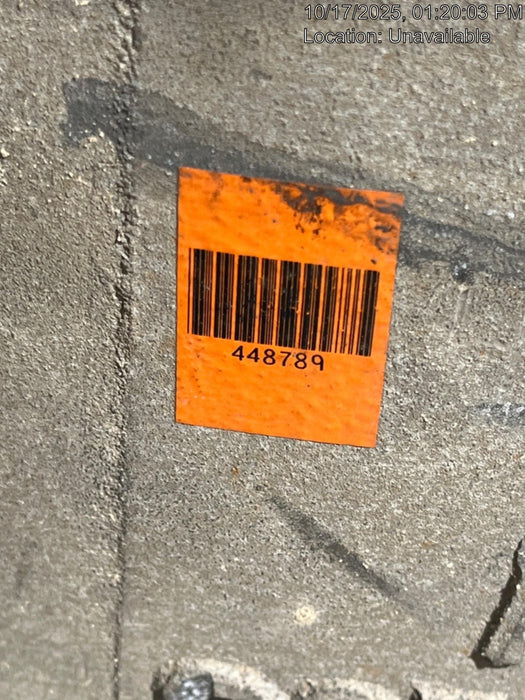 10/17/2025, 01:20:03 PM
Location: Unavailable
448789